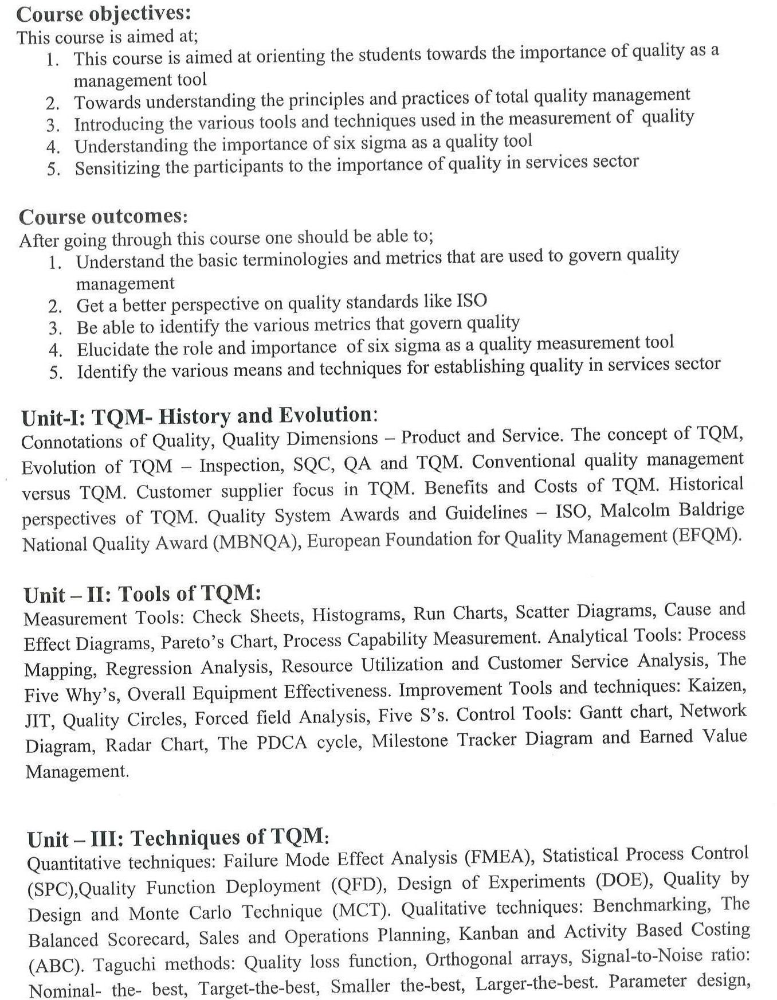 Course objectives:
This course is aimed at;
1. This course is aimed at orienting the students towards the importance of quality as a
management tool
2. Towards understanding the principles and practices of total quality management
3. Introducing the various tools and techniques used in the measurement of quality
4. Understanding the importance of six sigma as a quality tool
5. Sensitizing the participants to the importance of quality in services sector
Course outcomes:
After going through this course one should be able to;
1. Understand the basic terminologies and metrics that are used to govern quality
management
2. Get a better perspective on quality standards like ISO
3. Be able to identify the various metrics that govern quality
4. Elucidate the role and importance of six sigma as a quality measurement tool
5. Identify the various means and techniques for establishing quality in services sector
Unit-I: TQM- History and Evolution:
Connotations of Quality, Quality Dimensions – Product and Service. The concept of TQM,
Evolution of TQM – Inspection, SQC, QA and TQM. Conventional quality management
versus TQM. Customer supplier focus in TQM. Benefits and Costs of TQM. Historical
perspectives of TQM. Quality System Awards and Guidelines – ISO, Malcolm Baldrige
National Quality Award (MBNQA), European Foundation for Quality Management (EFQM).
Unit – II: Tools of TQM:
Measurement Tools: Check Sheets, Histograms, Run Charts, Scatter Diagrams, Cause and
Effect Diagrams, Pareto’s Chart, Process Capability Measurement. Analytical Tools: Process
Mapping, Regression Analysis, Resource Utilization and Customer Service Analysis, The
Five Why’s, Overall Equipment Effectiveness. Improvement Tools and techniques: Kaizen,
JIT, Quality Circles, Forced field Analysis, Five S’s. Control Tools: Gantt chart, Network
Diagram, Radar Chart, The PDCA cycle, Milestone Tracker Diagram and Earned Value
Management.
Unit – III: Techniques of TQM:
Quantitative techniques: Failure Mode Effect Analysis (FMEA), Statistical Process Control
(SPC),Quality Function Deployment (QFD), Design of Experiments (DOE), Quality by
Design and Monte Carlo Technique (MCT). Qualitative techniques: Benchmarking, The
Balanced Scorecard, Sales and Operations Planning, Kanban and Activity Based Costing
(ABC). Taguchi methods: Quality loss function, Orthogonal arrays, Signal-to-Noise ratio:
Nominal- the- best, Target-the-best, Smaller the-best, Larger-the-best. Parameter design,